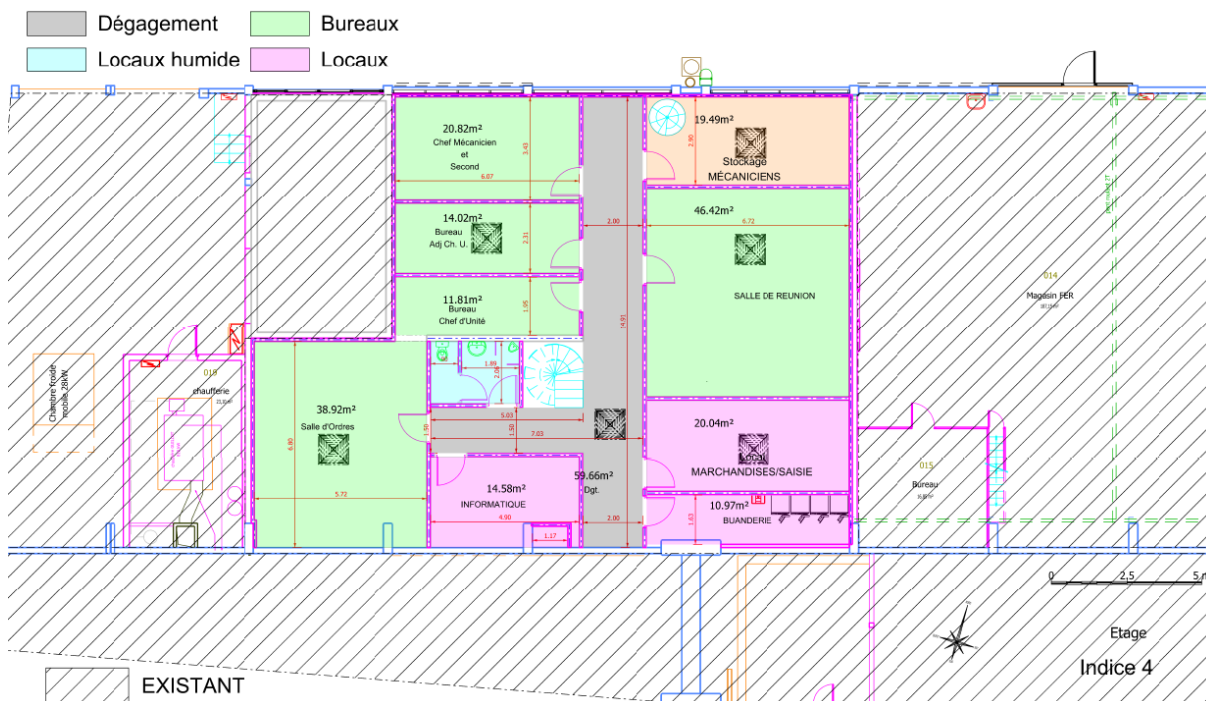 Dégagement
Bureaux
Locaux humide
Locaux
20.82m²
Chef Mécanicien
et
Second
3.43
6.07
19.49m²
2.90
Stockage
MÉCANICIENS
14.02m²
Bureau
Adj Ch. U.
2.31
2.00
46.42m²
6.72
SALLE DE REUNION
11.81m²
Bureau
Chef d'Unité
1.95
14.91
014
Magasin FER
019
chaufferie
Chambre froide
mobile,28kW
1.89
2.06
38.92m²
Salle d'Ordres
6.80
5.72
5.03
1.50
1.50
7.03
20.04m²
Local
MARCHANDISES/SAISIE
59.66m²
Dgt.
14.58m²
INFORMATIQUE
4.90
1.17
2.00
10.97m²
BUANDERIE
1.63
015
Bureau
0 2,5 5 m
Etage
Indice 4
EXISTANT